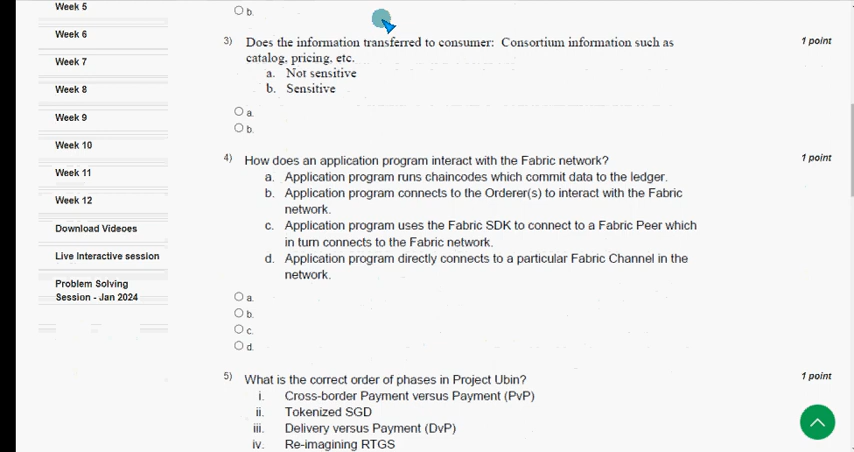 Week 5
Week 6
Week 7
Week 8
Week 9
Week 10
Week 11
Week 12
Download Videoes
Live Interactive session
Problem Solving
Session - Jan 2024
b.
3) Does the information transferred to consumer: Consortium information such as 1 point
catalog, pricing, etc.
a. Not sensitive
b. Sensitive
a.
b.
4) How does an application program interact with the Fabric network? 1 point
a. Application program runs chaincodes which commit data to the ledger.
b. Application program connects to the Orderer(s) to interact with the Fabric
network.
c. Application program uses the Fabric SDK to connect to a Fabric Peer which
in turn connects to the Fabric network.
d. Application program directly connects to a particular Fabric Channel in the
network.
a.
b.
c.
d.
5) What is the correct order of phases in Project Ubin? 1 point
i. Cross-border Payment versus Payment (PvP)
ii. Tokenized SGD
iii. Delivery versus Payment (DvP)
iv. Re-imagining RTGS